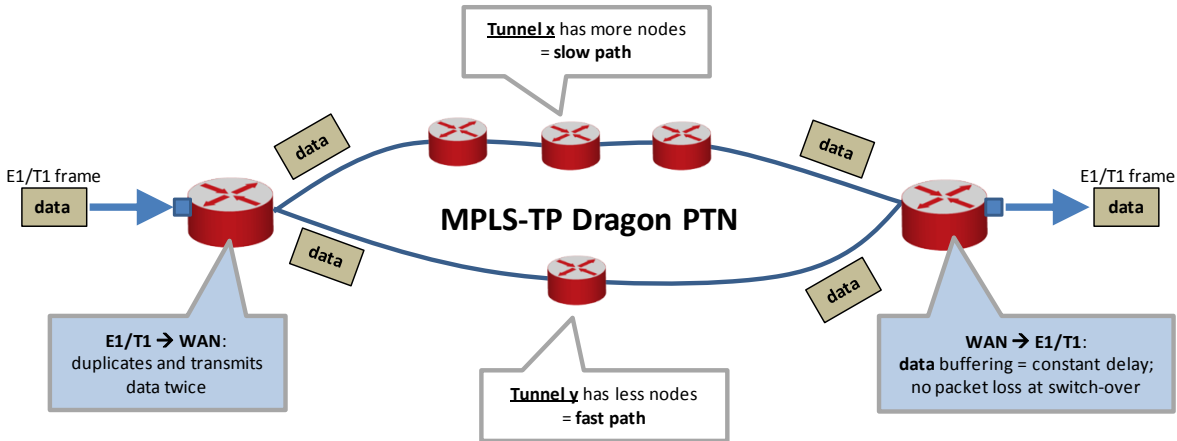 Tunnel x has more nodes
= slow path
data
data
E1/T1 frame
data
MPLS-TP Dragon PTN
E1/T1 frame
data
data
data
E1/T1 → WAN:
duplicates and transmits
data twice
Tunnel y has less nodes
= fast path
WAN → E1/T1:
data buffering = constant delay;
no packet loss at switch-over